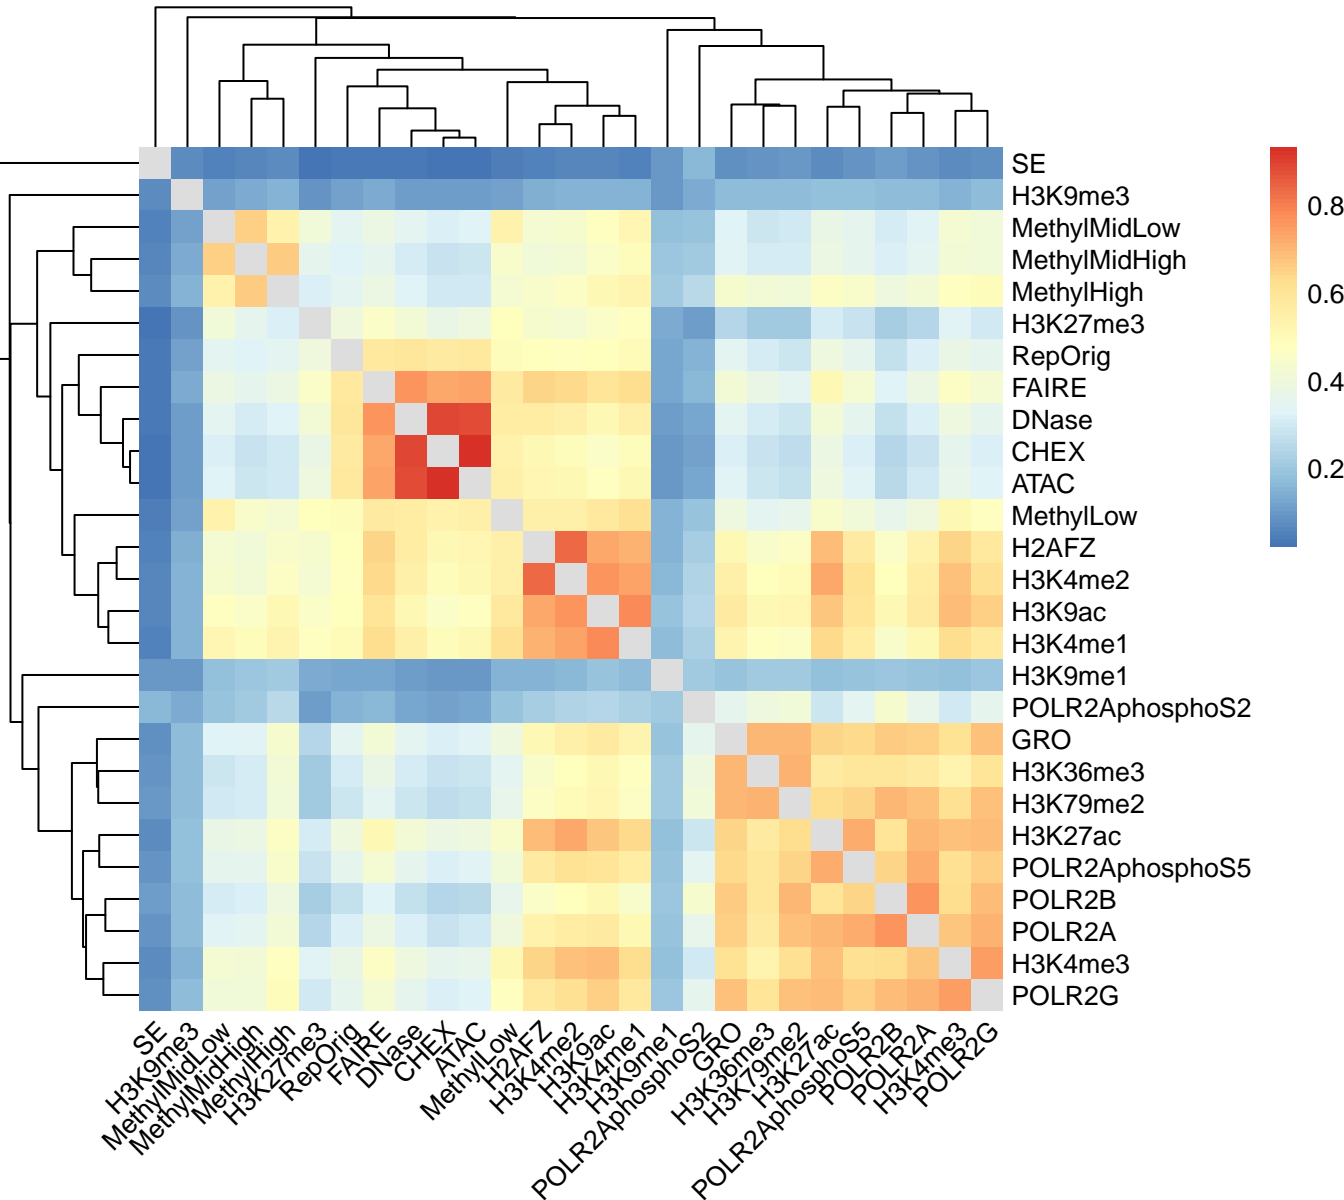 SE
H3K9me3
MethylMidLow
MethylMidHigh
MethylHigh
H3K27me3
RepOrig
FAIRE
DNase
CHEX
ATAC
MethylLow
H2AFZ
H3K4me2
H3K9ac
H3K4me1
H3K9me1
POLR2AphosphoS2
GRO
H3K36me3
H3K79me2
H3K27ac
POLR2AphosphoS5
POLR2B
POLR2A
H3K4me3
POLR2G
0.8
0.6
0.4
0.2
SE
H3K9me3
MethylMidLow
MethylMidHigh
MethylHigh
H3K27me3
RepOrig
FAIRE
DNase
CHEX
ATAC
MethylLow
H2AFZ
H3K4me2
H3K9ac
H3K4me1
H3K9me1
POLR2AphosphoS2
GRO
H3K36me3
H3K79me2
H3K27ac
POLR2AphosphoS5
POLR2B
POLR2A
H3K4me3
POLR2G